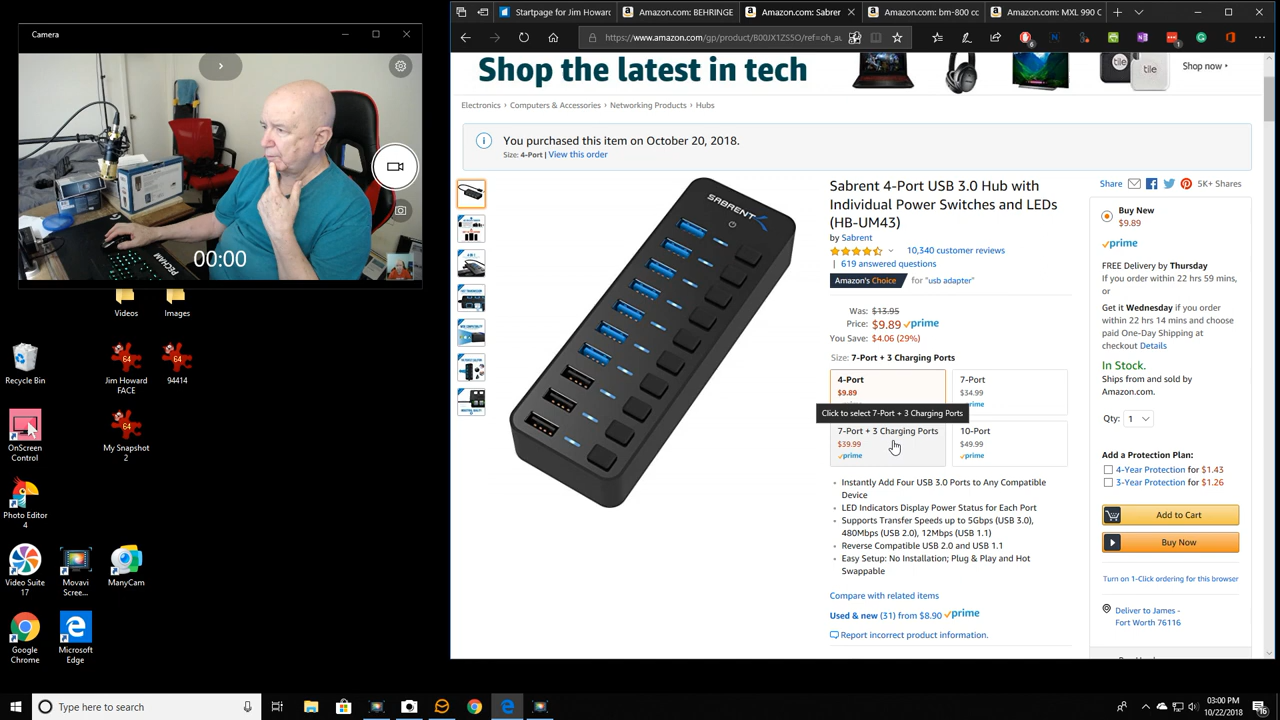 Camera
00:00
Videos
Images
Recycle Bin
Jim Howard
FACE
94414
OnScreen
Control
My Snapshot
2
Photo Editor
4
Video Suite
17
Movavi
Scree...
ManyCam
Google
Chrome
Microsoft
Edge
Startpage for Jim Howard
Amazon.com: BEHRINGE
Amazon.com: Sabrer
Amazon.com: bm-800 cc
Amazon.com: MXL 990 C
https://www.amazon.com/gp/product/B00JX1ZS5O/ref=oh_au
Shop the latest in tech
tile
tile
Shop now
Electronics › Computers & Accessories › Networking Products › Hubs
You purchased this item on October 20, 2018.
Size: 4-Port | View this order
SABRENT
Sabrent 4-Port USB 3.0 Hub with
Individual Power Switches and LEDs
(HB-UM43)
by Sabrent
10,340 customer reviews
| 619 answered questions
Amazon's Choice for "usb adapter"
Was: $13.95
Price: $9.89 prime
You Save: $4.06 (29%)
Size: 7-Port + 3 Charging Ports
4-Port
$9.89
7-Port
$34.99
prime
Click to select 7-Port + 3 Charging Ports
7-Port + 3 Charging Ports
$39.99
prime
10-Port
$49.99
prime
Instantly Add Four USB 3.0 Ports to Any Compatible
Device
LED Indicators Display Power Status for Each Port
Supports Transfer Speeds up to 5Gbps (USB 3.0),
480Mbps (USB 2.0), 12Mbps (USB 1.1)
Reverse Compatible USB 2.0 and USB 1.1
Easy Setup: No Installation; Plug & Play and Hot
Swappable
Compare with related items
Used & new (31) from $8.90 prime
Report incorrect product information.
Share 5K+ Shares
Buy New
$9.89
prime
FREE Delivery by Thursday
If you order within 22 hrs 59 mins,
or
Get it Wednesday if you order
within 22 hrs 14 mins and choose
paid One-Day Shipping at
checkout Details
In Stock.
Ships from and sold by
Amazon.com.
Qty: 1
Add a Protection Plan:
4-Year Protection for $1.43
3-Year Protection for $1.26
Add to Cart
Buy Now
Turn on 1-Click ordering for this browser
Deliver to James -
Fort Worth 76116
Type here to search
03:00 PM
10/22/2018
16